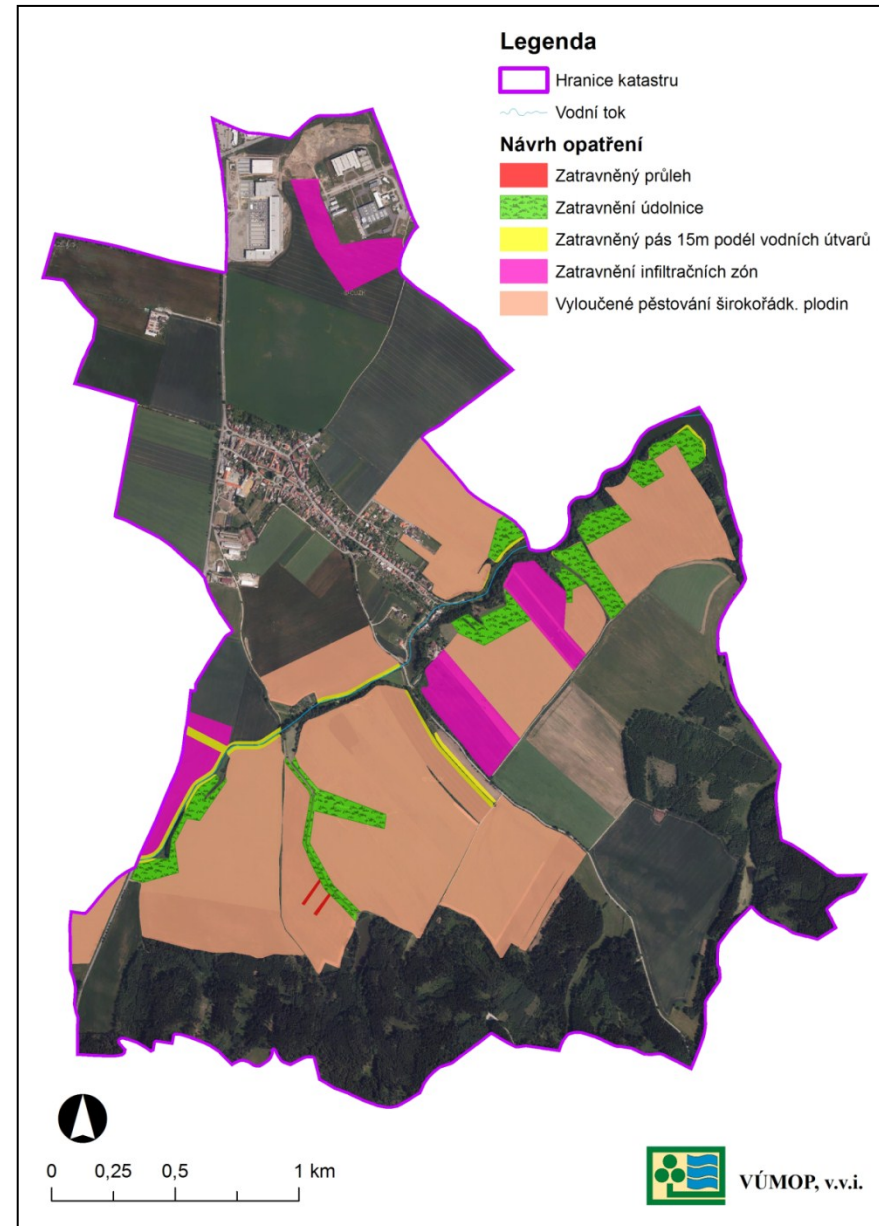 Legenda
Hranice katastru
Vodní tok
Návrh opatření
Zatravněný průleh
Zatravnění údolnice
Zatravněný pás 15m podél vodních útvarů
Zatravnění infiltračních zón
Vyloučené pěstování širokořádk. plodin
0 0,25 0,5 1 km
VÚMOP, v.v.i.